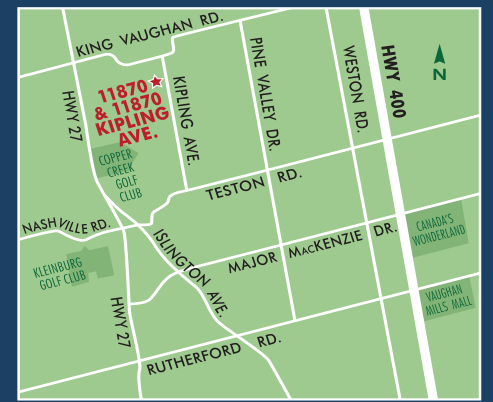 KING VAUGHAN RD.
HWY 27
11870
& 11870
KIPLING
AVE.
KIPLING AVE.
PINE VALLEY DR.
WESTON RD.
HWY 400
N
COPPER
CREEK
GOLF
CLUB
TESTON RD.
NASHVILLE RD.
ISLINGTON AVE.
CANADA'S
WONDERLAND
KLEINBURG
GOLF CLUB
MAJOR MACKENZIE DR.
VAUGHAN
MILLS MALL
HWY 27
RUTHERFORD RD.